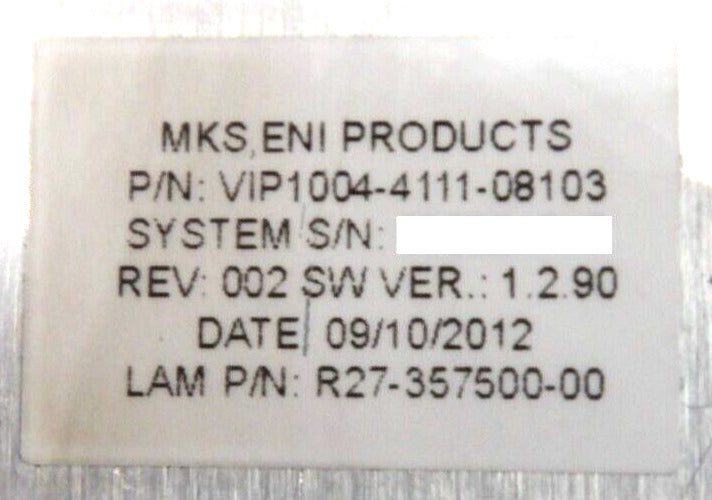 MKS, ENI PRODUCTS
P/N: VIP1004-4111-08103
SYSTEM S/N:
REV: 002 SW VER.: 1.2.90
DATE 09/10/2012
LAM P/N: R27-357500-00